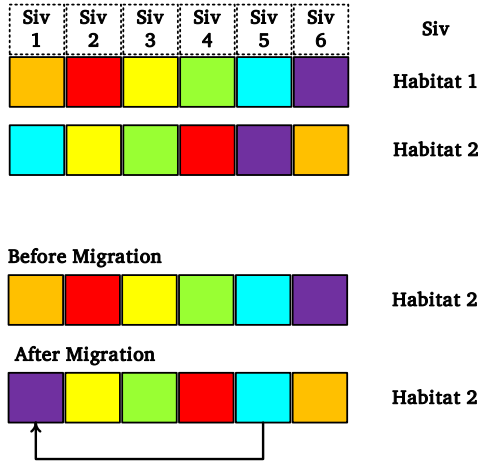 Siv 1 Siv 2 Siv 3 Siv 4 Siv 5 Siv 6 Siv
Habitat 1
Habitat 2
Before Migration
Habitat 2
After Migration
Habitat 2